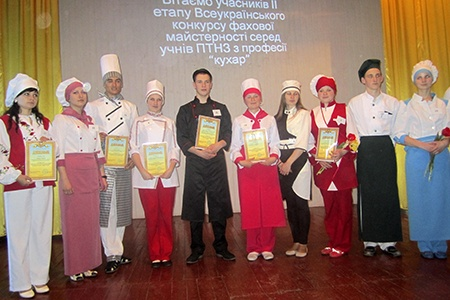 Вітаємо учасників ІІ
етапу Всеукраїнського
конкурсу фахової
майстерності серед
учнів ПТНЗ з професії
"кухар"